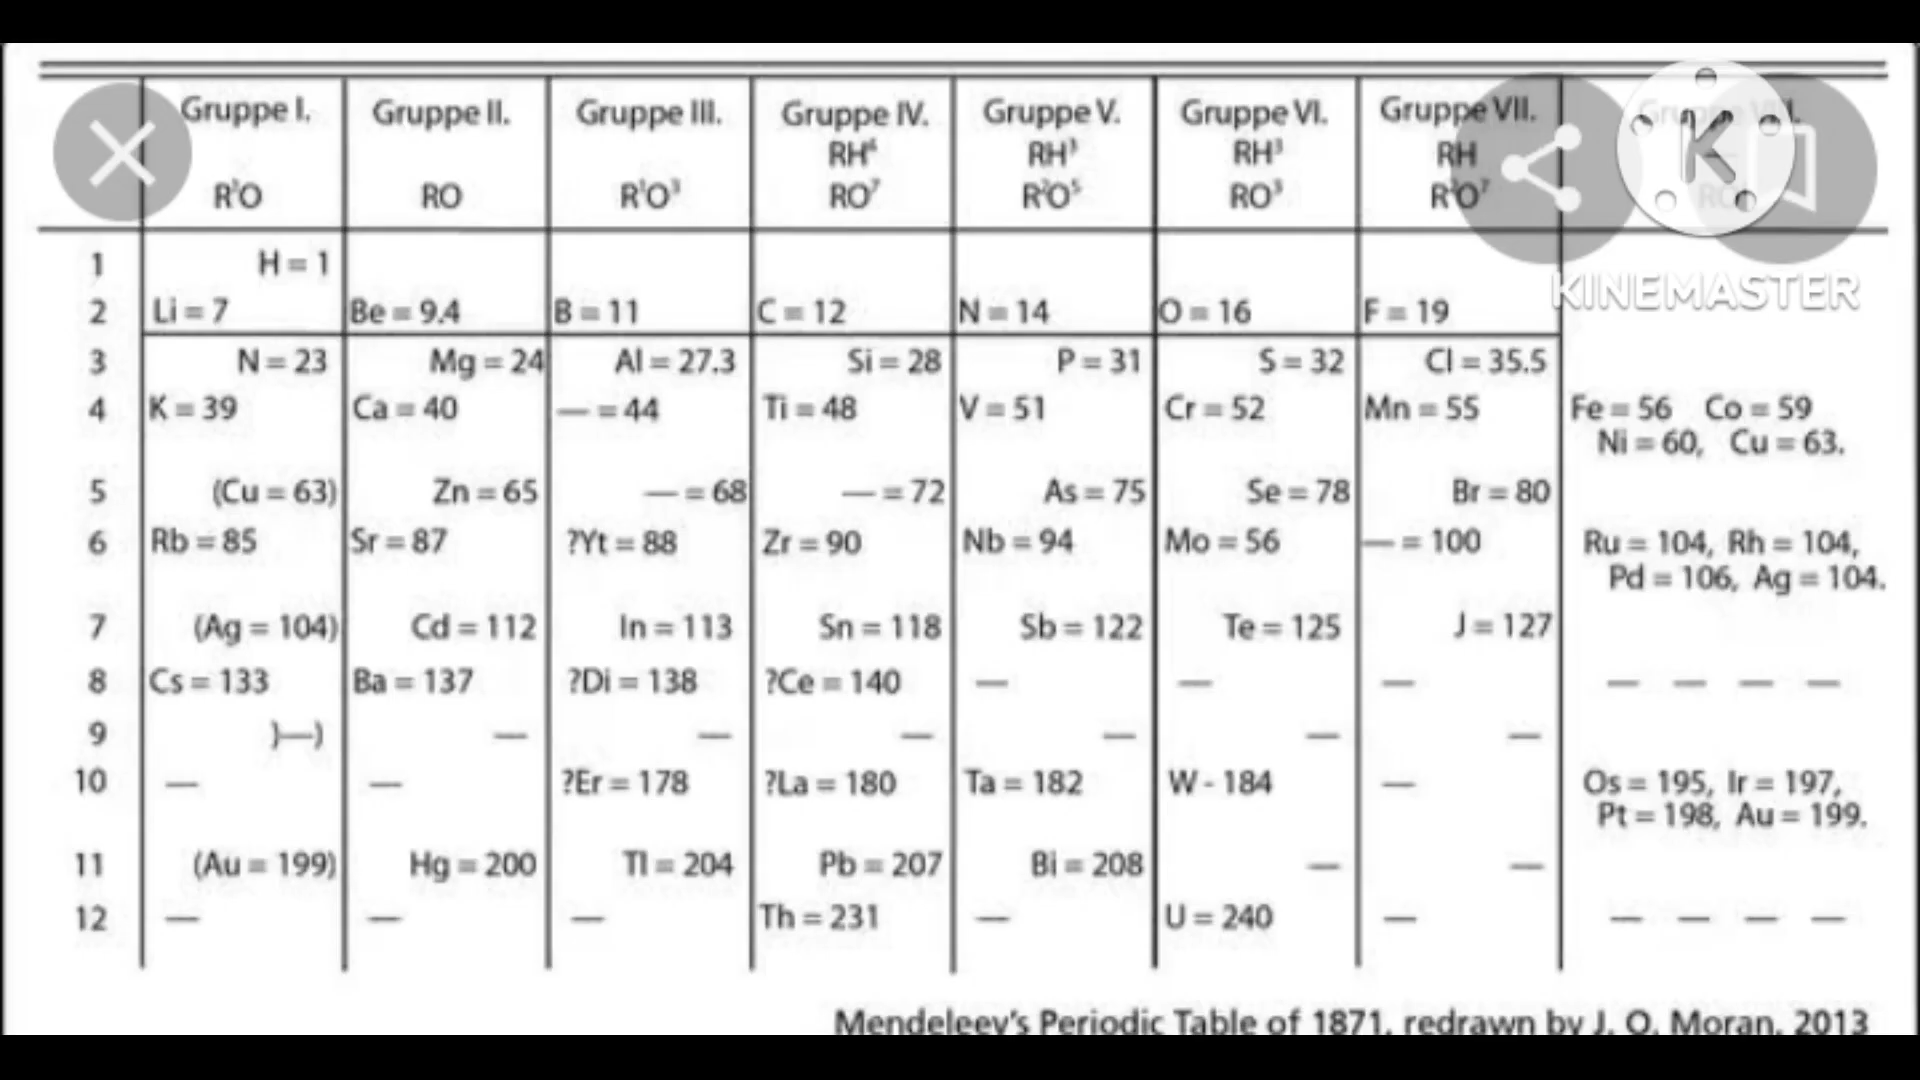 Gruppe I. Gruppe II. Gruppe III. Gruppe IV. Gruppe V. Gruppe VI. Gruppe VII. Gruppe VIII.
RH⁴ RH³ RH³ RH
R²O RO R¹O³ RO⁷ R²O⁵ RO³ R²O⁷
K
KINEMASTER
1 H = 1
2 Li = 7 Be = 9.4 B = 11 C = 12 N = 14 O = 16 F = 19
3 N = 23 Mg = 24 Al = 27.3 Si = 28 P = 31 S = 32 Cl = 35.5
4 K = 39 Ca = 40 — = 44 Ti = 48 V = 51 Cr = 52 Mn = 55 Fe = 56 Co = 59
Ni = 60, Cu = 63.
5 (Cu = 63) Zn = 65 — = 68 — = 72 As = 75 Se = 78 Br = 80
6 Rb = 85 Sr = 87 ?Yt = 88 Zr = 90 Nb = 94 Mo = 56 — = 100 Ru = 104, Rh = 104,
Pd = 106, Ag = 104.
7 (Ag = 104) Cd = 112 In = 113 Sn = 118 Sb = 122 Te = 125 J = 127
8 Cs = 133 Ba = 137 ?Di = 138 ?Ce = 140 — — — — — — —
9 )—) — — — — — —
10 — — ?Er = 178 ?La = 180 Ta = 182 W - 184 — Os = 195, Ir = 197,
Pt = 198, Au = 199.
11 (Au = 199) Hg = 200 Tl = 204 Pb = 207 Bi = 208 — —
12 — — — Th = 231 — U = 240 — — — — —
Mendeleev's Periodic Table of 1871, redrawn by J. O. Moran, 2013